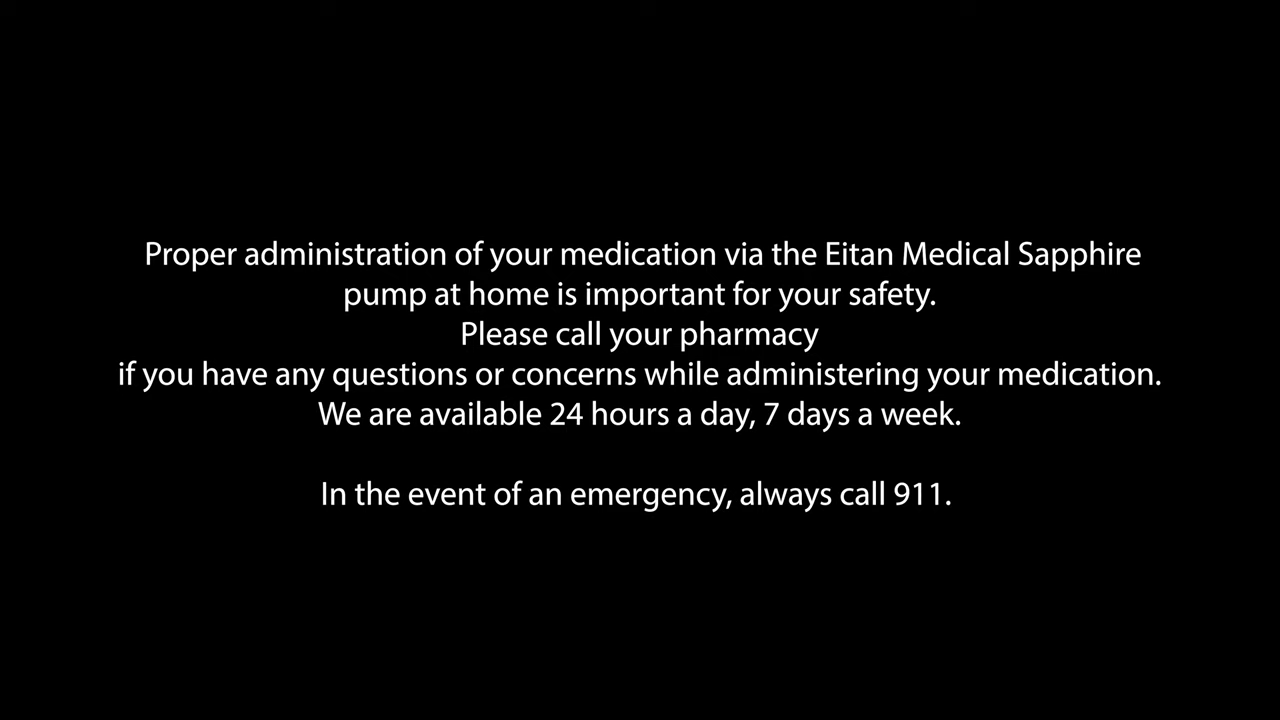 Proper administration of your medication via the Eitan Medical Sapphire
pump at home is important for your safety.
Please call your pharmacy
if you have any questions or concerns while administering your medication.
We are available 24 hours a day, 7 days a week.
In the event of an emergency, always call 911.